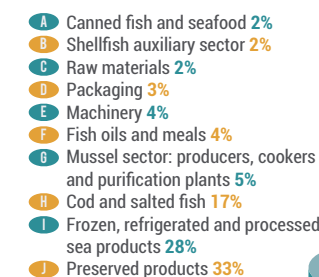 A Canned fish and seafood 2%
B Shellfish auxiliary sector 2%
C Raw materials 2%
D Packaging 3%
E Machinery 4%
F Fish oils and meals 4%
G Mussel sector: producers, cookers
and purification plants 5%
H Cod and salted fish 17%
I Frozen, refrigerated and processed
sea products 28%
J Preserved products 33%